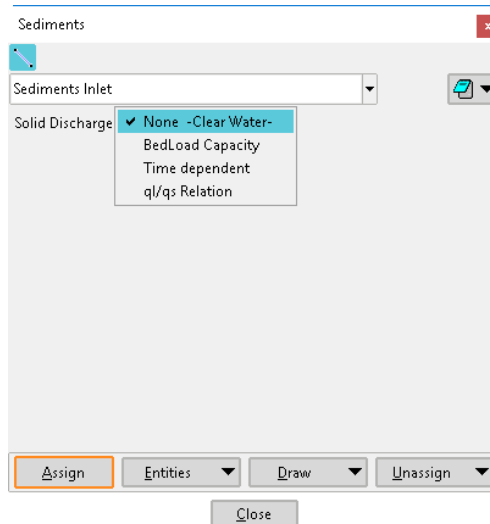 Sediments
x
Sediments Inlet
Solid Discharge ✔ None -Clear Water-
BedLoad Capacity
Time dependent
ql/qs Relation
Assign Entities Draw Unassign
Close